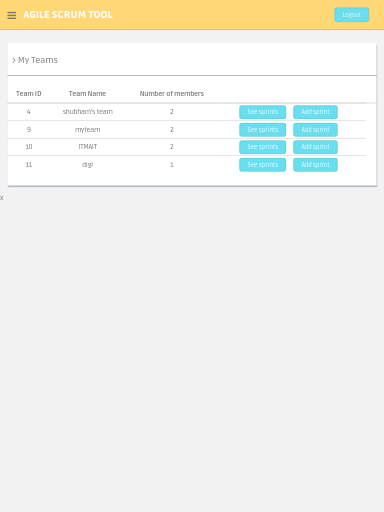 AGILE SCRUM TOOL Logout
› My Teams
Team ID Team Name Number of members
4 shubham's team 2 See sprints Add sprint
9 myteam 2 See sprints Add sprint
10 ITMAIT 2 See sprints Add sprint
11 digi 1 See sprints Add sprint
x